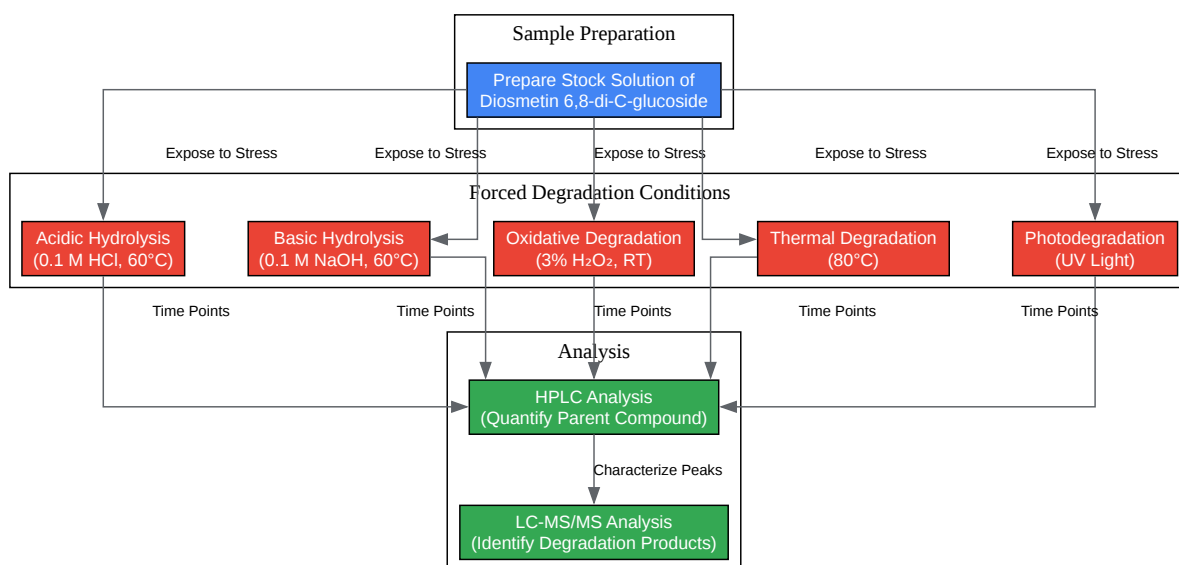 Sample Preparation
Prepare Stock Solution of
Diosmetin 6,8-di-C-glucoside
Expose to Stress
Expose to Stress
Expose to Stress
Expose to Stress
Expose to Stress
Forced Degradation Conditions
Acidic Hydrolysis
(0.1 M HCl, 60°C)
Basic Hydrolysis
(0.1 M NaOH, 60°C)
Oxidative Degradation
(3% H₂O₂, RT)
Thermal Degradation
(80°C)
Photodegradation
(UV Light)
Time Points
Time Points
Time Points
Time Points
Time Points
Analysis
HPLC Analysis
(Quantify Parent Compound)
Characterize Peaks
LC-MS/MS Analysis
(Identify Degradation Products)